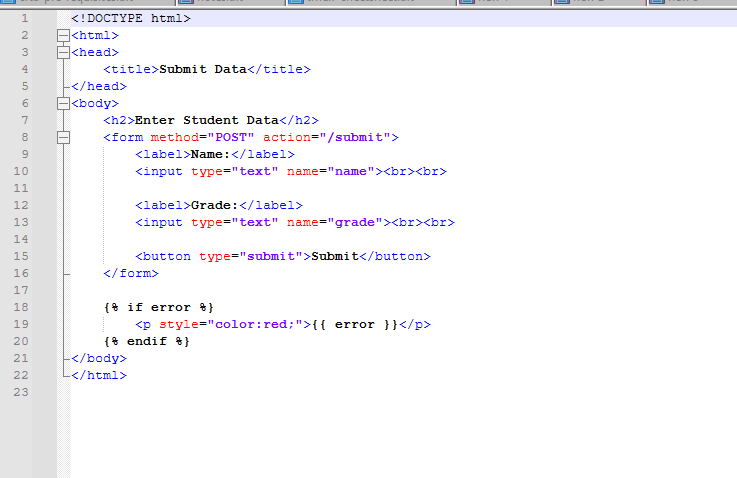 1 <!DOCTYPE html>
2 <html>
3 <head>
4     <title>Submit Data</title>
5 </head>
6 <body>
7     <h2>Enter Student Data</h2>
8     <form method="POST" action="/submit">
9         <label>Name:</label>
10         <input type="text" name="name"><br><br>
11
12         <label>Grade:</label>
13         <input type="text" name="grade"><br><br>
14
15         <button type="submit">Submit</button>
16     </form>
17
18     {% if error %}
19         <p style="color:red;">{{ error }}</p>
20     {% endif %}
21 </body>
22 </html>
23